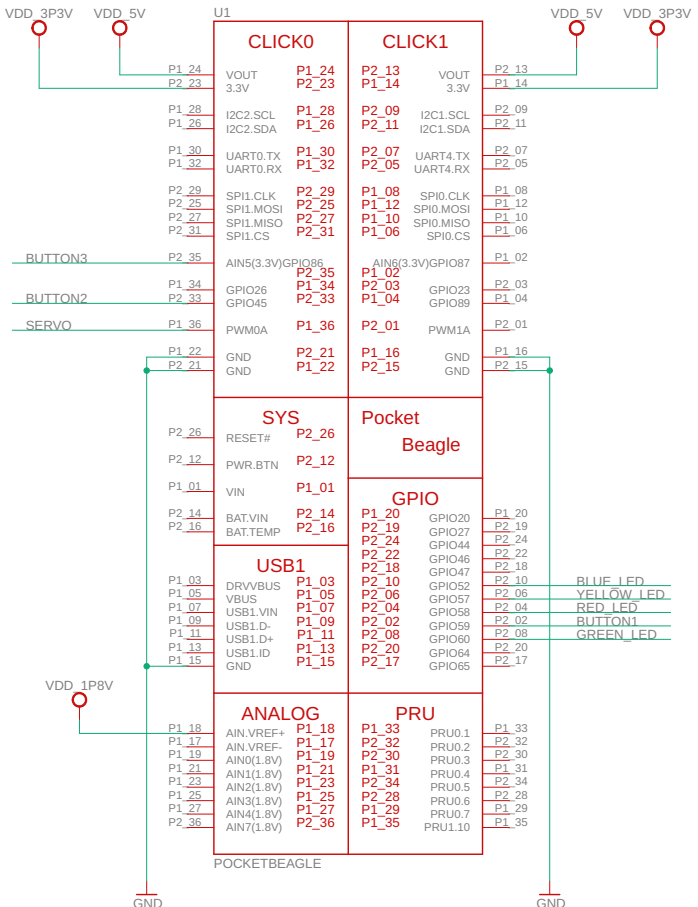 VDD_3P3V VDD_5V U1 VDD_5V VDD_3P3V
CLICK0 CLICK1
P1_24 VOUT P1_24 P2_13 VOUT P2_13
P2_23 3.3V P2_23 P1_14 3.3V P1_14
P1_28 I2C2.SCL P1_28 P2_09 I2C1.SCL P2_09
P1_26 I2C2.SDA P1_26 P2_11 I2C1.SDA P2_11
P1_30 UART0.TX P1_30 P2_07 UART4.TX P2_07
P1_32 UART0.RX P1_32 P2_05 UART4.RX P2_05
P2_29 SPI1.CLK P2_29 P1_08 SPI0.CLK P1_08
P2_25 SPI1.MOSI P2_25 P1_12 SPI0.MOSI P1_12
P2_27 SPI1.MISO P2_27 P1_10 SPI0.MISO P1_10
P2_31 SPI1.CS P2_31 P1_06 SPI0.CS P1_06
BUTTON3 P2_35 AIN5(3.3V)GPIO86 AIN6(3.3V)GPIO87 P1_02
P2_35 P1_02
P1_34 GPIO26 P1_34 P2_03 GPIO23 P2_03
BUTTON2 P2_33 GPIO45 P2_33 P1_04 GPIO89 P1_04
SERVO P1_36 PWM0A P1_36 P2_01 PWM1A P2_01
P1_22 GND P2_21 P1_16 GND P1_16
P2_21 GND P1_22 P2_15 GND P2_15
SYS Pocket
P2_26 RESET# P2_26 Beagle
P2_12 PWR.BTN P2_12
P1_01 VIN P1_01 GPIO
P2_14 BAT.VIN P2_14 P1_20 GPIO20 P1_20
P2_16 BAT.TEMP P2_16 P2_19 GPIO27 P2_19
P2_24 GPIO44 P2_24
USB1 P2_22 GPIO46 P2_22
P2_18 GPIO47 P2_18
P1_03 DRVVBUS P1_03 P2_10 GPIO52 P2_10 BLUE_LED
P1_05 VBUS P1_05 P2_06 GPIO57 P2_06 YELLOW_LED
P1_07 USB1.VIN P1_07 P2_04 GPIO58 P2_04 RED_LED
P1_09 USB1.D- P1_09 P2_02 GPIO59 P2_02 BUTTON1
P1_11 USB1.D+ P1_11 P2_08 GPIO60 P2_08 GREEN_LED
P1_13 USB1.ID P1_13 P2_20 GPIO64 P2_20
P1_15 GND P1_15 P2_17 GPIO65 P2_17
VDD_1P8V
ANALOG PRU
P1_18 AIN.VREF+ P1_18 P1_33 PRU0.1 P1_33
P1_17 AIN.VREF- P1_17 P2_32 PRU0.2 P2_32
P1_19 AIN0(1.8V) P1_19 P2_30 PRU0.3 P2_30
P1_21 AIN1(1.8V) P1_21 P1_31 PRU0.4 P1_31
P1_23 AIN2(1.8V) P1_23 P2_34 PRU0.5 P2_34
P1_25 AIN3(1.8V) P1_25 P2_28 PRU0.6 P2_28
P1_27 AIN4(1.8V) P1_27 P1_29 PRU0.7 P1_29
P2_36 AIN7(1.8V) P2_36 P1_35 PRU1.10 P1_35
POCKETBEAGLE
GND GND